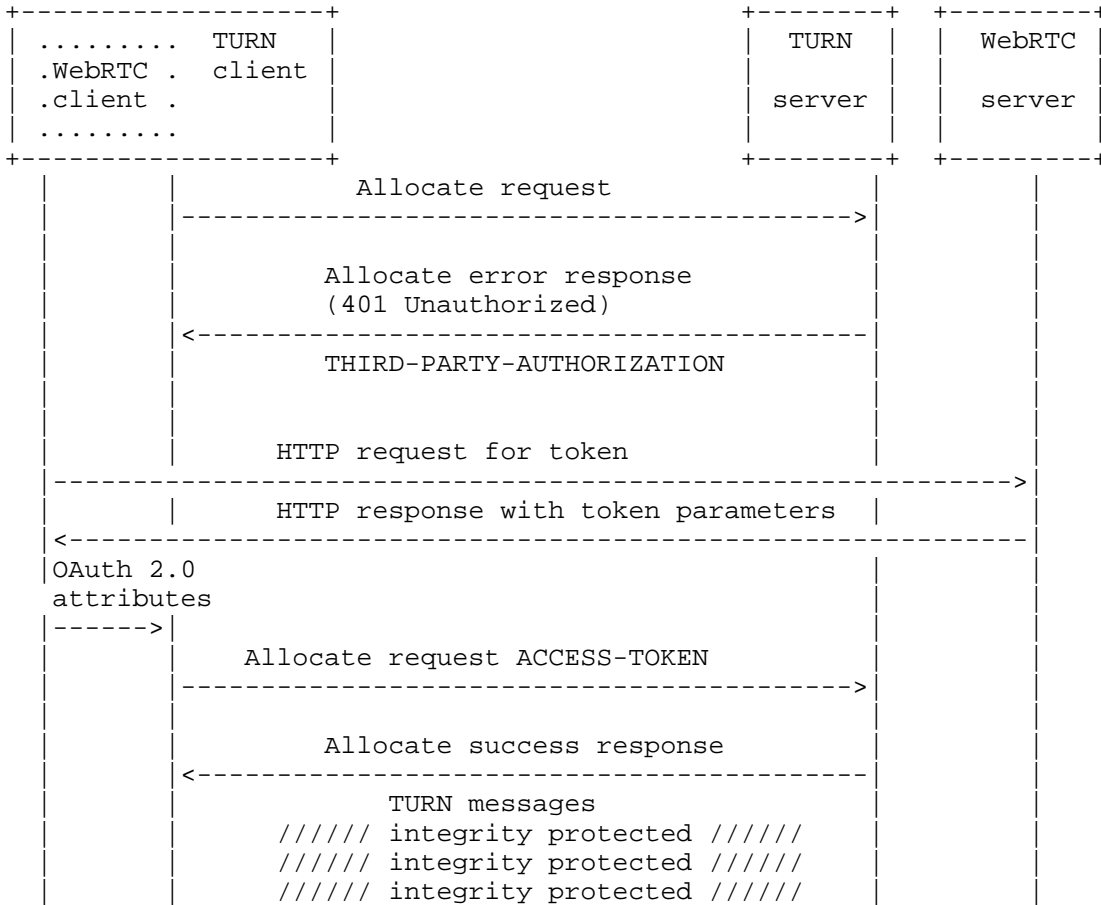 ......... TURN TURN WebRTC
.WebRTC . client
.client . server server
.........
Allocate request
Allocate error response
(401 Unauthorized)
THIRD-PARTY-AUTHORIZATION
HTTP request for token
HTTP response with token parameters
OAuth 2.0
attributes
Allocate request ACCESS-TOKEN
Allocate success response
TURN messages
////// integrity protected //////
////// integrity protected //////
////// integrity protected //////